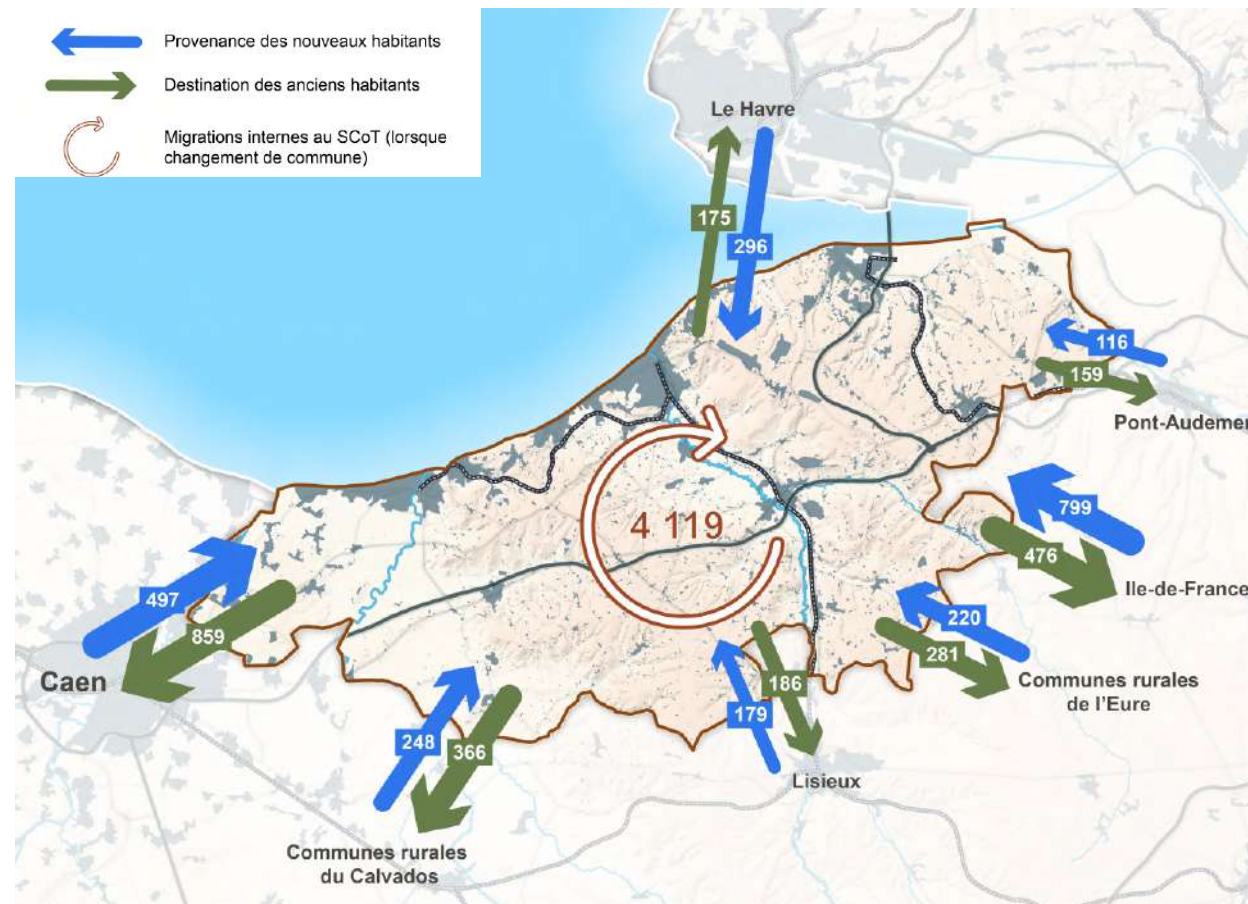 Provenance des nouveaux habitants
Destination des anciens habitants
Migrations internes au SCoT (lorsque
changement de commune)
Le Havre
175
296
116
159
Pont-Audemer
4 119
799
476
Ile-de-France
497
859
Caen
220
281
Communes rurales
de l'Eure
186
179
248
366
Lisieux
Communes rurales
du Calvados